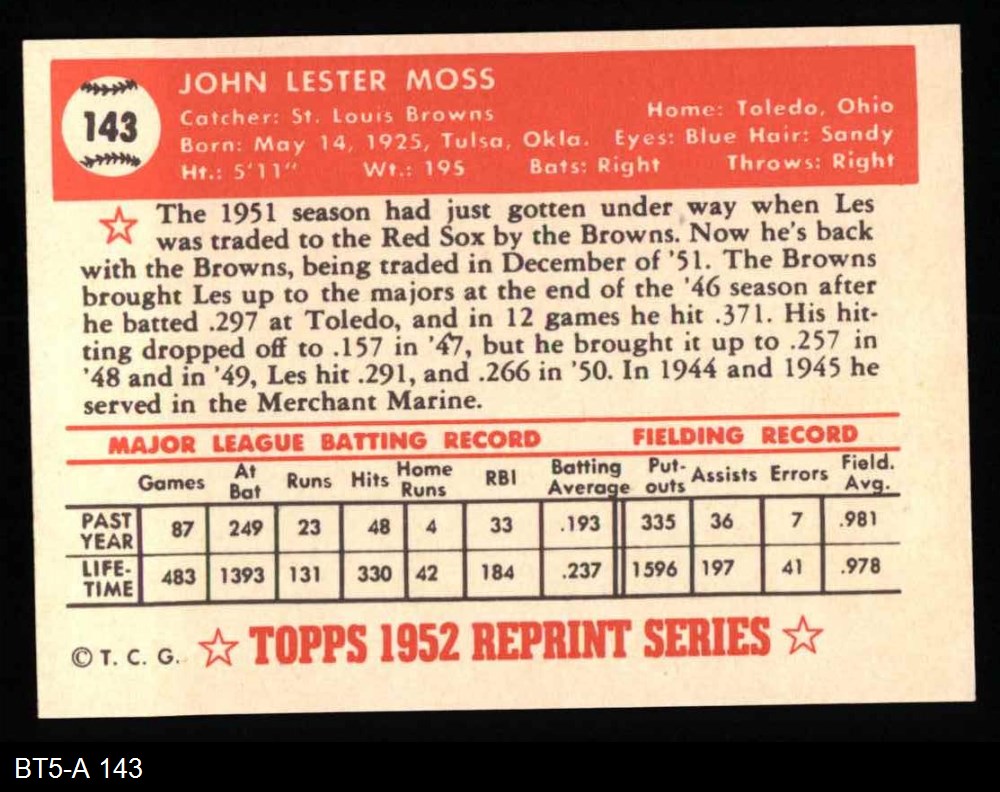 143
JOHN LESTER MOSS
Catcher: St. Louis Browns Home: Toledo, Ohio
Born: May 14, 1925, Tulsa, Okla. Eyes: Blue Hair: Sandy
Ht.: 5'11" Wt.: 195 Bats: Right Throws: Right
The 1951 season had just gotten under way when Les
was traded to the Red Sox by the Browns. Now he's back
with the Browns, being traded in December of '51. The Browns
brought Les up to the majors at the end of the '46 season after
he batted .297 at Toledo, and in 12 games he hit .371. His hit-
ting dropped off to .157 in '47, but he brought it up to .257 in
'48 and in '49, Les hit .291, and .266 in '50. In 1944 and 1945 he
served in the Merchant Marine.
MAJOR LEAGUE BATTING RECORD FIELDING RECORD
Games At Bat Runs Hits Home Runs RBI Batting Average Put-outs Assists Errors Field. Avg.
PAST YEAR 87 249 23 48 4 33 .193 335 36 7 .981
LIFE-TIME 483 1393 131 330 42 184 .237 1596 197 41 .978
© T. C. G. ☆ TOPPS 1952 REPRINT SERIES ☆
BT5-A 143